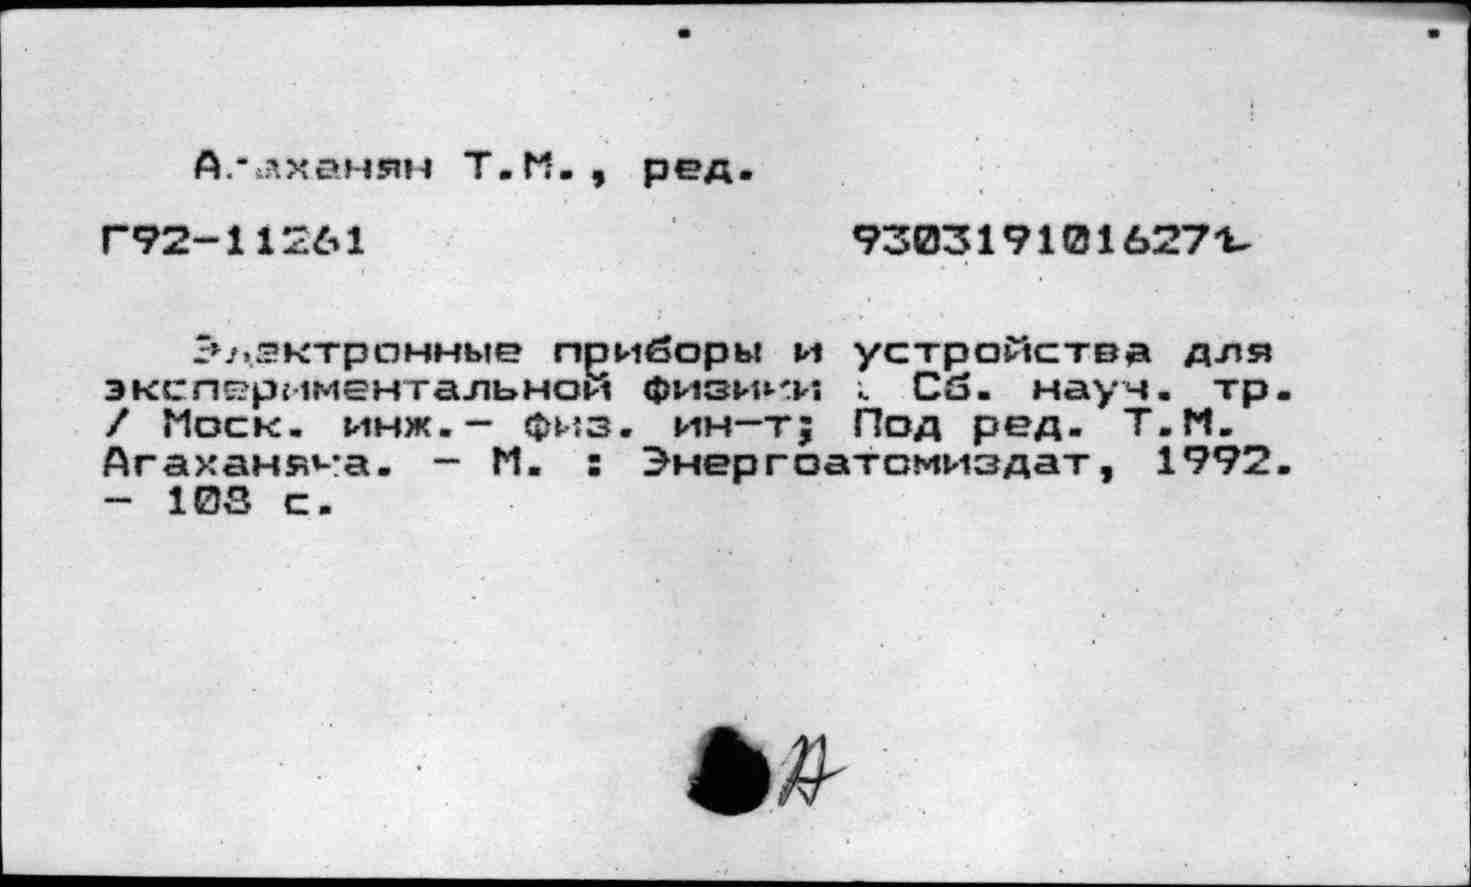 Агаханян Т.М., ред.
Г92-11261 9303191016272
Электронные приборы и устройства для
экспериментальной физики : Сб. науч. тр.
/ Моск. инж.- физ. ин-т; Под ред. Т.М.
Агаханяна. - М. : Энергоатомиздат, 1992.
- 108 с.